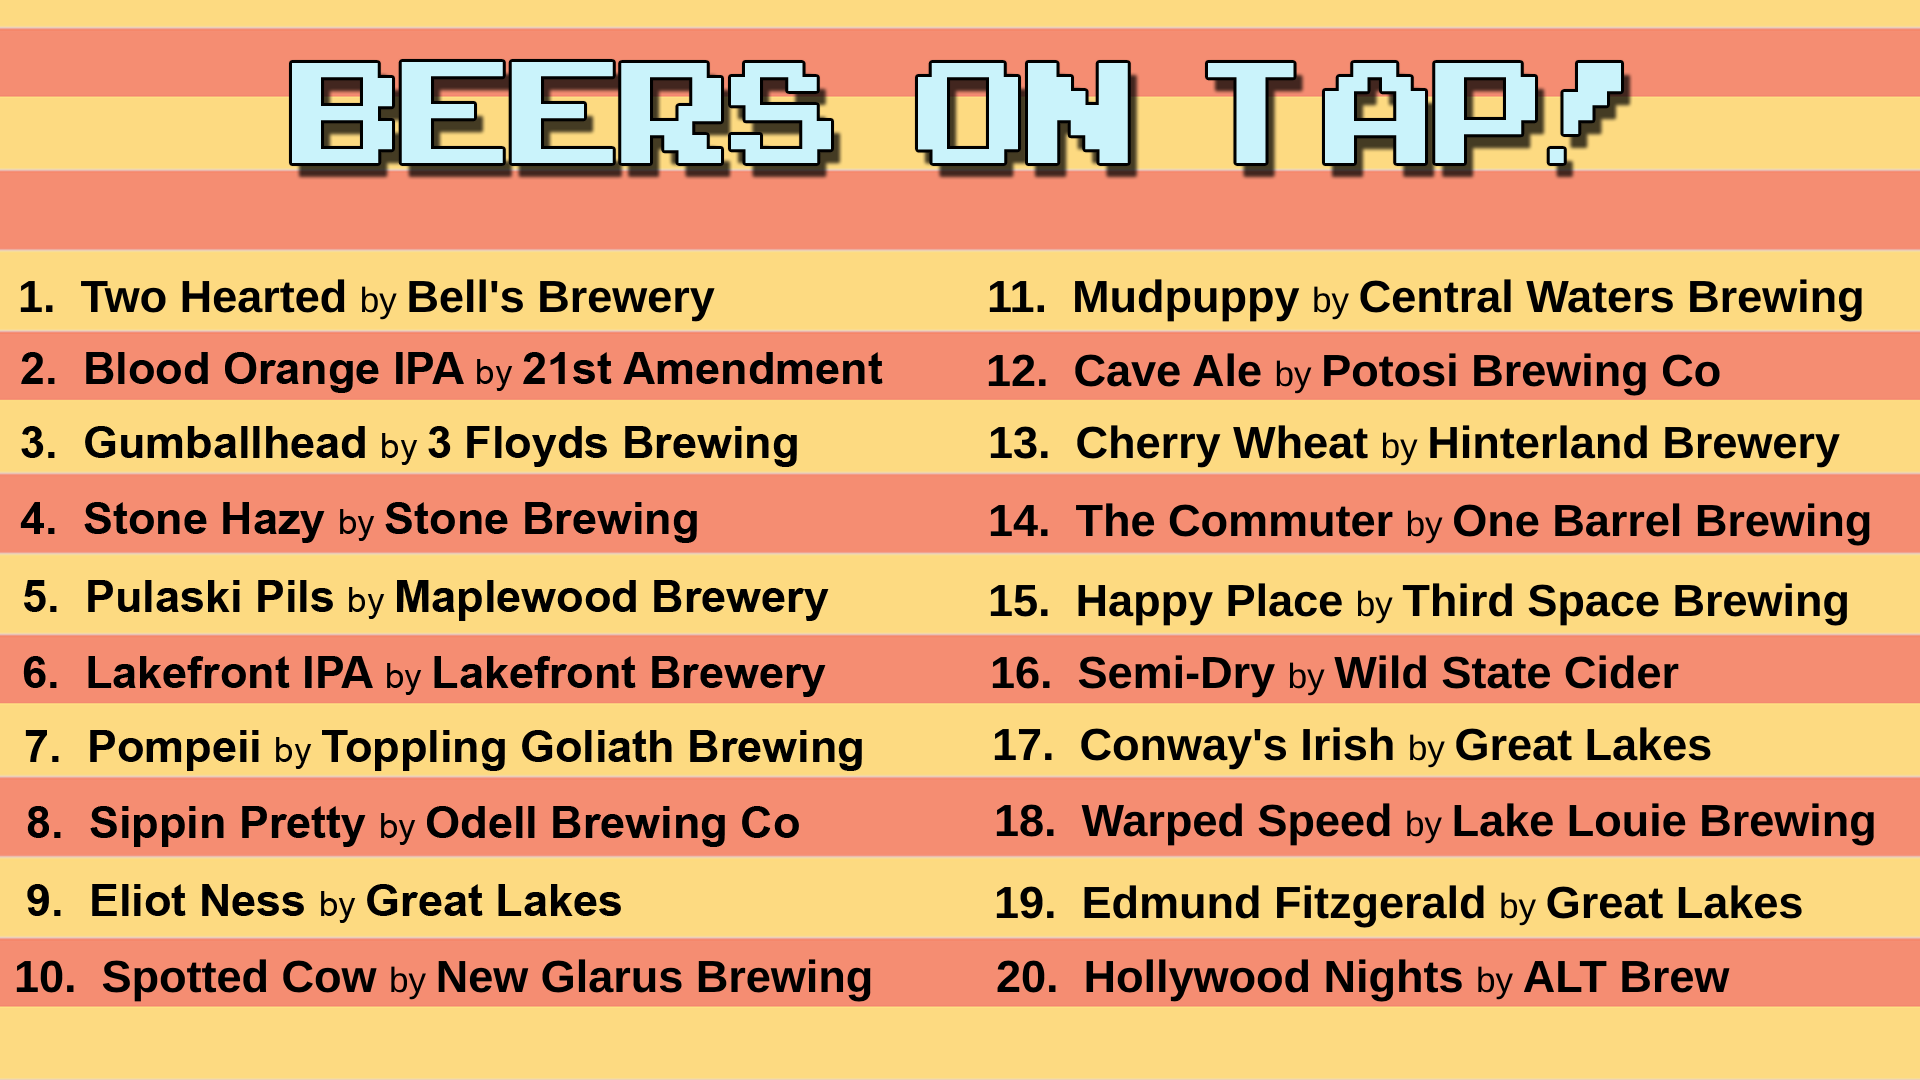 BEERS ON TAP!
1. Two Hearted by Bell's Brewery
2. Blood Orange IPA by 21st Amendment
3. Gumballhead by 3 Floyds Brewing
4. Stone Hazy by Stone Brewing
5. Pulaski Pils by Maplewood Brewery
6. Lakefront IPA by Lakefront Brewery
7. Pompeii by Toppling Goliath Brewing
8. Sippin Pretty by Odell Brewing Co
9. Eliot Ness by Great Lakes
10. Spotted Cow by New Glarus Brewing
11. Mudpuppy by Central Waters Brewing
12. Cave Ale by Potosi Brewing Co
13. Cherry Wheat by Hinterland Brewery
14. The Commuter by One Barrel Brewing
15. Happy Place by Third Space Brewing
16. Semi-Dry by Wild State Cider
17. Conway's Irish by Great Lakes
18. Warped Speed by Lake Louie Brewing
19. Edmund Fitzgerald by Great Lakes
20. Hollywood Nights by ALT Brew